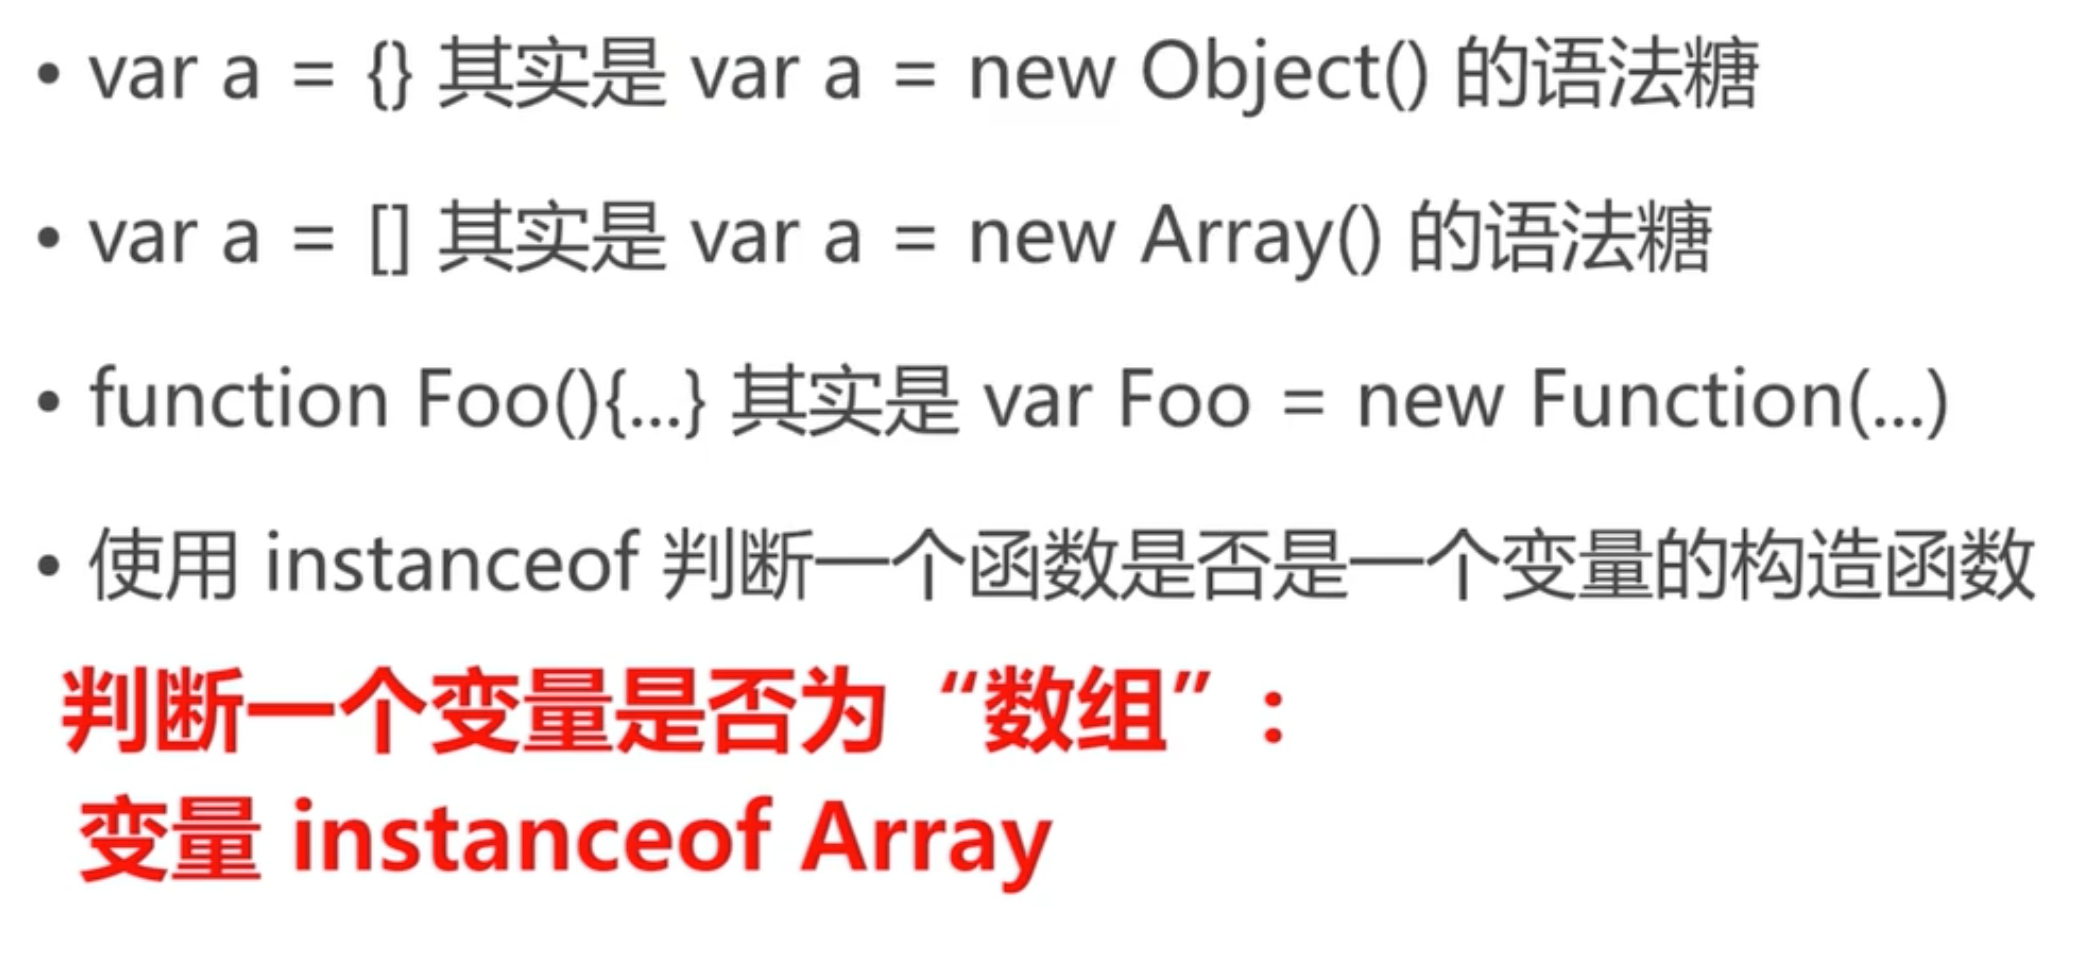 • var a = {} 其实是 var a = new Object() 的语法糖
• var a = [] 其实是 var a = new Array() 的语法糖
• function Foo(){...} 其实是 var Foo = new Function(...)
• 使用 instanceof 判断一个函数是否是一个变量的构造函数
判断一个变量是否为“数组”：
变量 instanceof Array